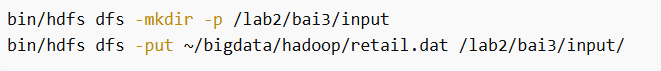 bin/hdfs dfs -mkdir -p /lab2/bai3/input
bin/hdfs dfs -put ~/bigdata/hadoop/retail.dat /lab2/bai3/input/